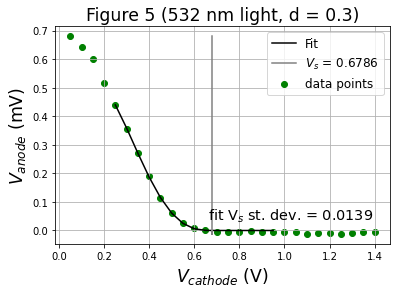 Figure 5 (532 nm light, d = 0.3)
Fit
Vₛ = 0.6786
data points
V_anode (mV)
0.7
0.6
0.5
0.4
0.3
0.2
0.1
0.0
fit Vₛ st. dev. = 0.0139
0.0 0.2 0.4 0.6 0.8 1.0 1.2 1.4
V_cathode (V)